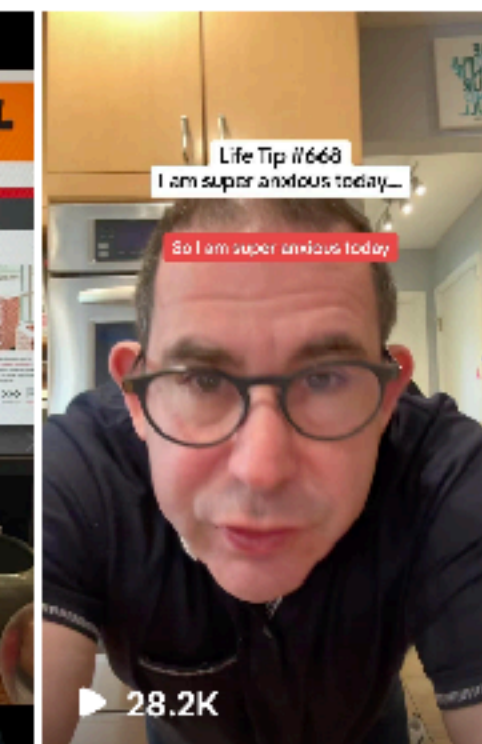 L
Life Tip #668
I am super anxious today....
So I am super anxious today
28.2K